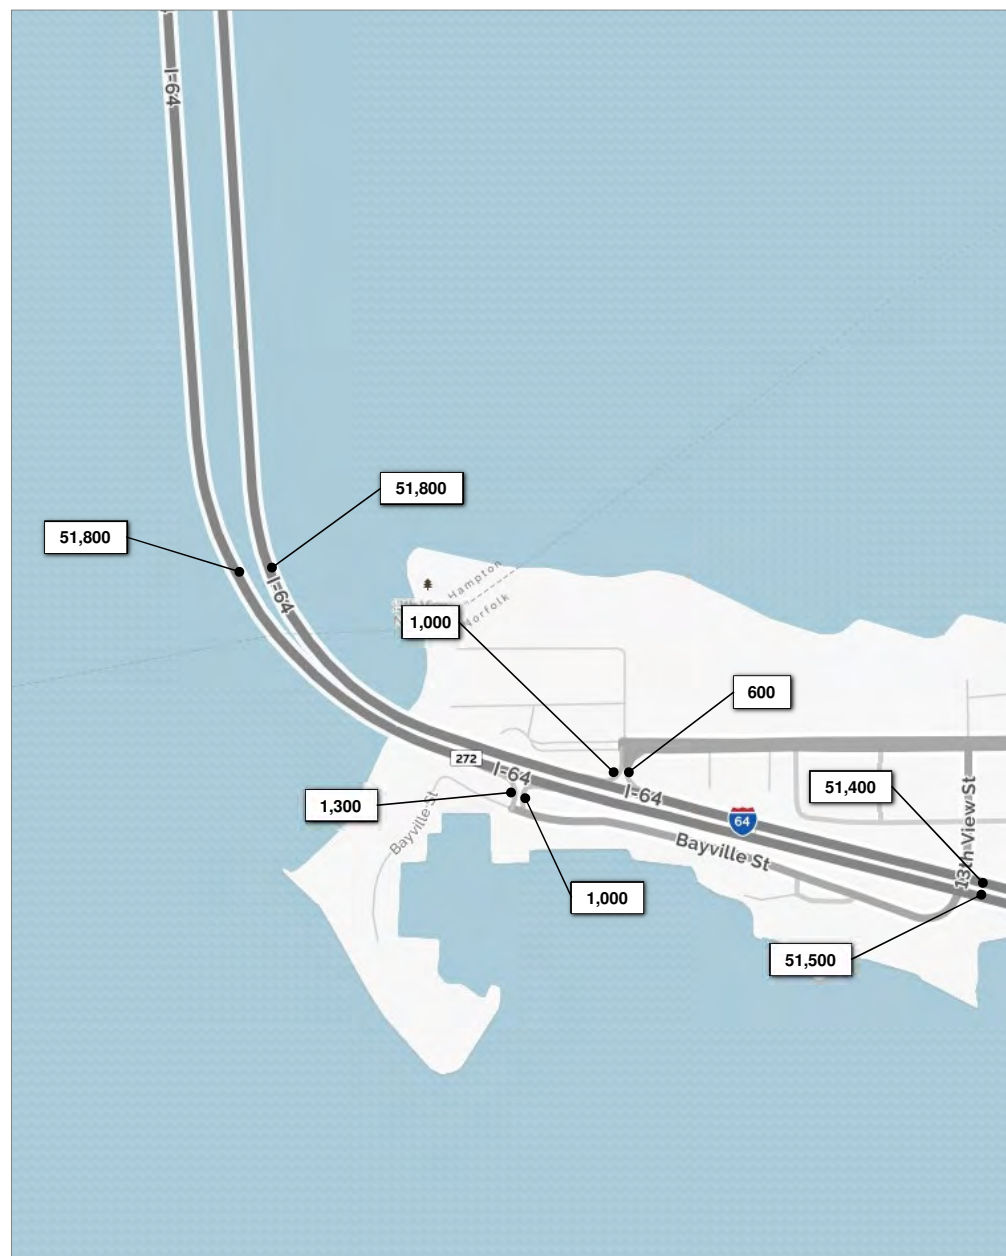 I-64
51,800
51,800
I-64
Hampton
Norfolk
1,000
600
272
I-64
I-64
1,300
51,400
64
Bayville St
Bayville St
13th View St
1,000
51,500